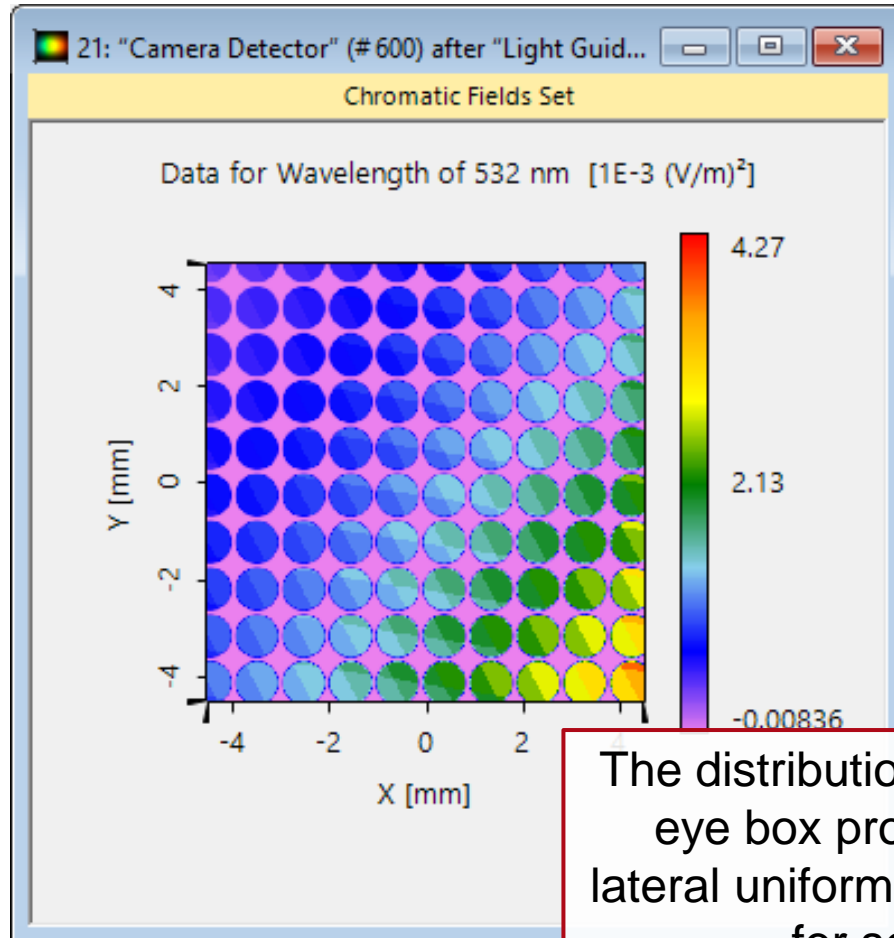 21: "Camera Detector" (# 600) after "Light Guid...
Chromatic Fields Set
Data for Wavelength of 532 nm [1E-3 (V/m)²]
4.27
2.13
-0.00836
4
2
0
-2
-4
Y [mm]
-4 -2 0 2 4
X [mm]
The distributio
eye box pro
lateral uniform
for